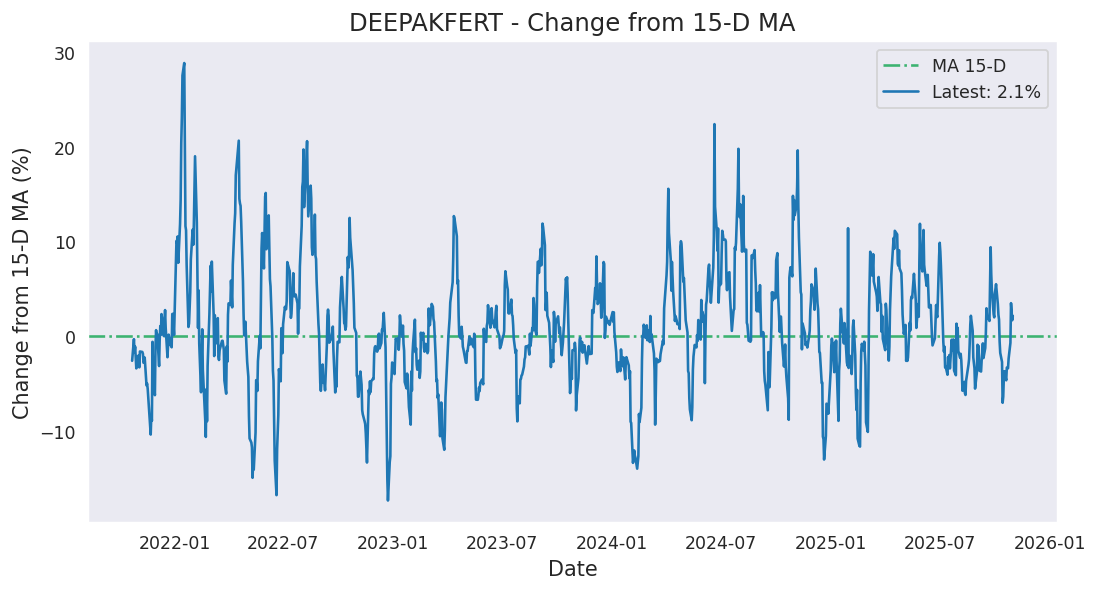 DEEPAKFERT - Change from 15-D MA
MA 15-D
Latest: 2.1%
Change from 15-D MA (%)
30
20
10
0
−10
2022-01 2022-07 2023-01 2023-07 2024-01 2024-07 2025-01 2025-07 2026-01
Date